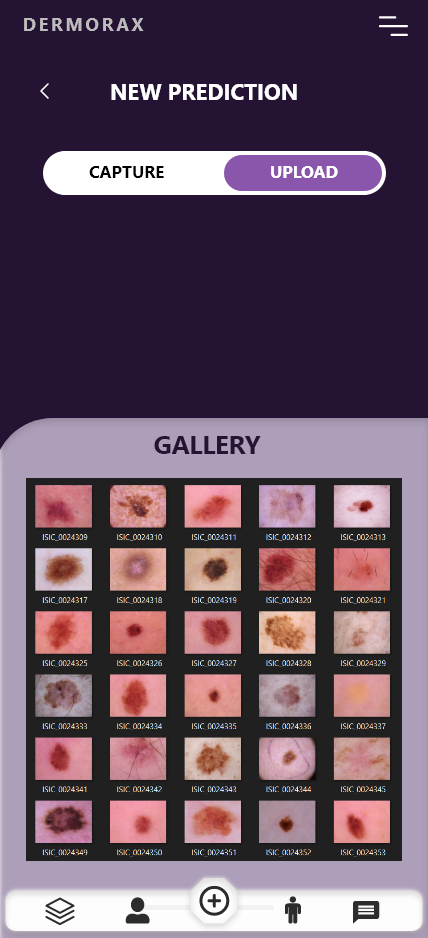 DERMORAX
NEW PREDICTION
CAPTURE UPLOAD
GALLERY
ISIC_0024309 ISIC_0024310 ISIC_0024311 ISIC_0024312 ISIC_0024313
ISIC_0024317 ISIC_0024318 ISIC_0024319 ISIC_0024320 ISIC_0024321
ISIC_0024325 ISIC_0024326 ISIC_0024327 ISIC_0024328 ISIC_0024329
ISIC_0024333 ISIC_0024334 ISIC_0024335 ISIC_0024336 ISIC_0024337
ISIC_0024341 ISIC_0024342 ISIC_0024343 ISIC_0024344 ISIC_0024345
ISIC_0024349 ISIC_0024350 ISIC_0024351 ISIC_0024352 ISIC_0024353